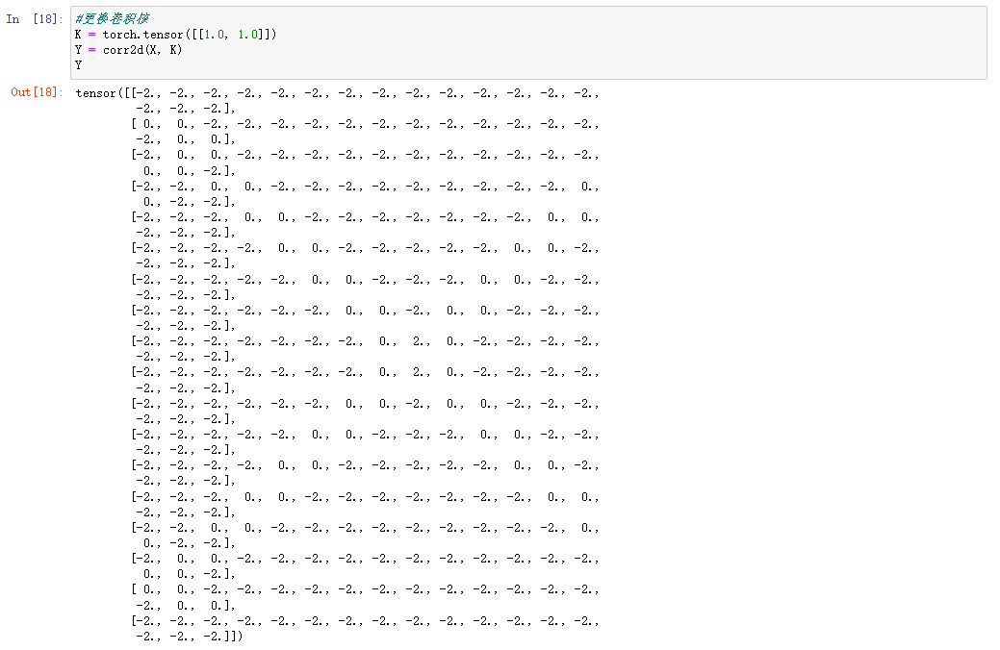 In [18]: #更换卷积核
K = torch.tensor([[1.0, 1.0]])
Y = corr2d(X, K)
Y
Out[18]: tensor([[-2., -2., -2., -2., -2., -2., -2., -2., -2., -2., -2., -2., -2., -2.,
-2., -2., -2.],
[ 0., 0., -2., -2., -2., -2., -2., -2., -2., -2., -2., -2., -2., -2.,
-2., 0., 0.],
[-2., 0., 0., -2., -2., -2., -2., -2., -2., -2., -2., -2., -2., -2.,
0., 0., -2.],
[-2., -2., 0., 0., -2., -2., -2., -2., -2., -2., -2., -2., -2., 0.,
0., -2., -2.],
[-2., -2., -2., 0., 0., -2., -2., -2., -2., -2., -2., -2., 0., 0.,
-2., -2., -2.],
[-2., -2., -2., -2., 0., 0., -2., -2., -2., -2., -2., 0., 0., -2.,
-2., -2., -2.],
[-2., -2., -2., -2., -2., 0., 0., -2., -2., -2., 0., 0., -2., -2.,
-2., -2., -2.],
[-2., -2., -2., -2., -2., -2., 0., 0., -2., 0., 0., -2., -2., -2.,
-2., -2., -2.],
[-2., -2., -2., -2., -2., -2., -2., 0., 2., 0., -2., -2., -2., -2.,
-2., -2., -2.],
[-2., -2., -2., -2., -2., -2., -2., 0., 2., 0., -2., -2., -2., -2.,
-2., -2., -2.],
[-2., -2., -2., -2., -2., -2., 0., 0., -2., 0., 0., -2., -2., -2.,
-2., -2., -2.],
[-2., -2., -2., -2., -2., 0., 0., -2., -2., -2., 0., 0., -2., -2.,
-2., -2., -2.],
[-2., -2., -2., -2., 0., 0., -2., -2., -2., -2., -2., 0., 0., -2.,
-2., -2., -2.],
[-2., -2., -2., 0., 0., -2., -2., -2., -2., -2., -2., -2., 0., 0.,
-2., -2., -2.],
[-2., -2., 0., 0., -2., -2., -2., -2., -2., -2., -2., -2., -2., 0.,
0., -2., -2.],
[-2., 0., 0., -2., -2., -2., -2., -2., -2., -2., -2., -2., -2., -2.,
0., 0., -2.],
[ 0., 0., -2., -2., -2., -2., -2., -2., -2., -2., -2., -2., -2., -2.,
-2., 0., 0.],
[-2., -2., -2., -2., -2., -2., -2., -2., -2., -2., -2., -2., -2., -2.,
-2., -2., -2.]])